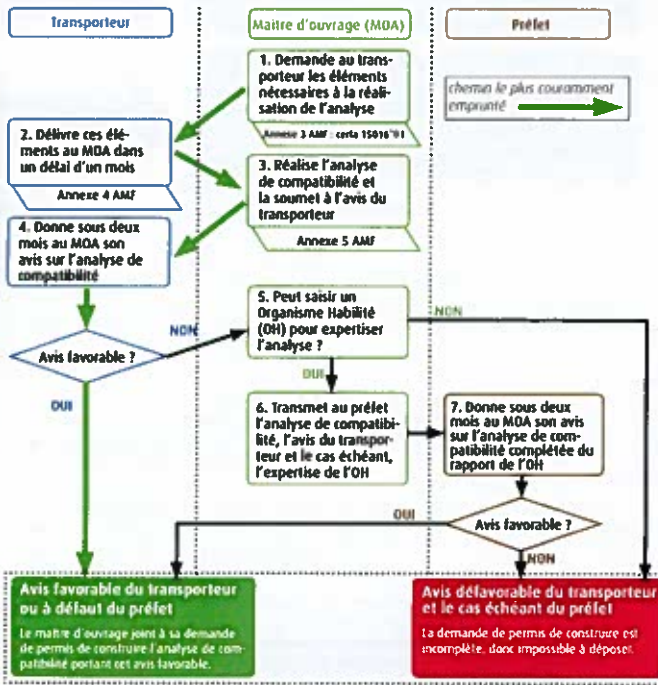 Transporteur
Maître d'ouvrage (MOA)
Préfet
1. Demande au trans-
porteur les éléments
nécessaires à la réali-
sation de l'analyse
Annexe 3 AMF : cerfa 15016*01
chemin le plus couramment
emprunté
2. Délivre ces élé-
ments au MOA dans
un délai d'un mois
Annexe 4 AMF
3. Réalise l'analyse
de compatibilité et
la soumet à l'avis du
transporteur
Annexe 5 AMF
4. Donne sous deux
mois au MOA son
avis sur l'analyse de
compatibilité
Avis favorable ?
NON
OUI
5. Peut saisir un
Organisme Habilité
(OH) pour expertiser
l'analyse ?
NON
OUI
6. Transmet au préfet
l'analyse de compatibi-
lité, l'avis du transpor-
teur et le cas échéant,
l'expertise de l'OH
7. Donne sous deux
mois au MOA son avis
sur l'analyse de com-
patibilité complétée du
rapport de l'OH
Avis favorable ?
OUI
NON
Avis favorable du transporteur
ou à défaut du préfet
Le maître d'ouvrage joint à sa demande
de permis de construire l'analyse de com-
patibilité portant cet avis favorable.
Avis défavorable du transporteur
et le cas échéant du préfet
La demande de permis de construire est
incomplète, donc impossible à déposer.